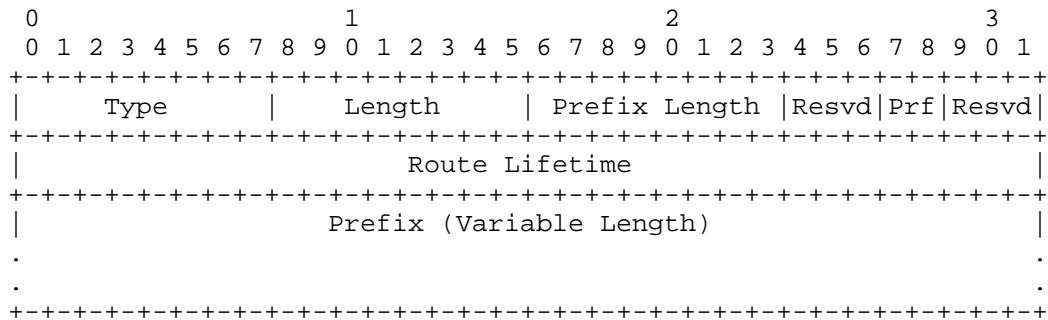 0                   1                   2                   3
 0 1 2 3 4 5 6 7 8 9 0 1 2 3 4 5 6 7 8 9 0 1 2 3 4 5 6 7 8 9 0 1
+-+-+-+-+-+-+-+-+-+-+-+-+-+-+-+-+-+-+-+-+-+-+-+-+-+-+-+-+-+-+-+-+
|     Type      |    Length     | Prefix Length |Resvd|Prf|Resvd|
+-+-+-+-+-+-+-+-+-+-+-+-+-+-+-+-+-+-+-+-+-+-+-+-+-+-+-+-+-+-+-+-+
|                        Route Lifetime                         |
+-+-+-+-+-+-+-+-+-+-+-+-+-+-+-+-+-+-+-+-+-+-+-+-+-+-+-+-+-+-+-+-+
|                   Prefix (Variable Length)                    |
.                                                               .
.                                                               .
+-+-+-+-+-+-+-+-+-+-+-+-+-+-+-+-+-+-+-+-+-+-+-+-+-+-+-+-+-+-+-+-+